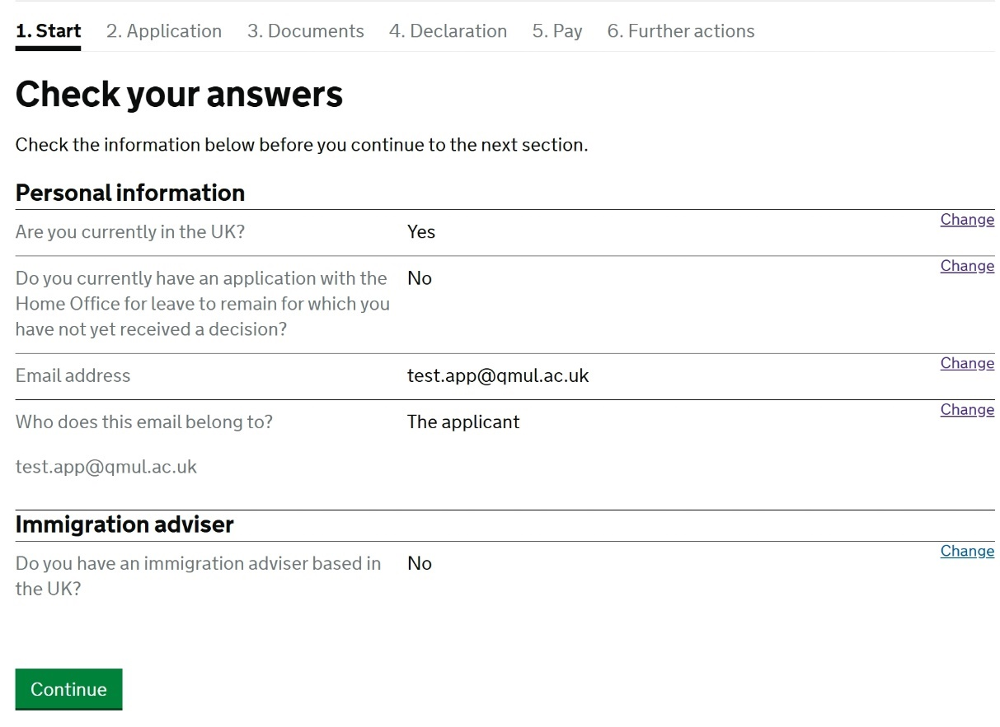 1. Start 2. Application 3. Documents 4. Declaration 5. Pay 6. Further actions
Check your answers
Check the information below before you continue to the next section.
Personal information
Are you currently in the UK? Yes Change
Do you currently have an application with the No Change
Home Office for leave to remain for which you
have not yet received a decision?
Email address test.app@qmul.ac.uk Change
Who does this email belong to? The applicant Change
test.app@qmul.ac.uk
Immigration adviser
Do you have an immigration adviser based in No Change
the UK?
Continue